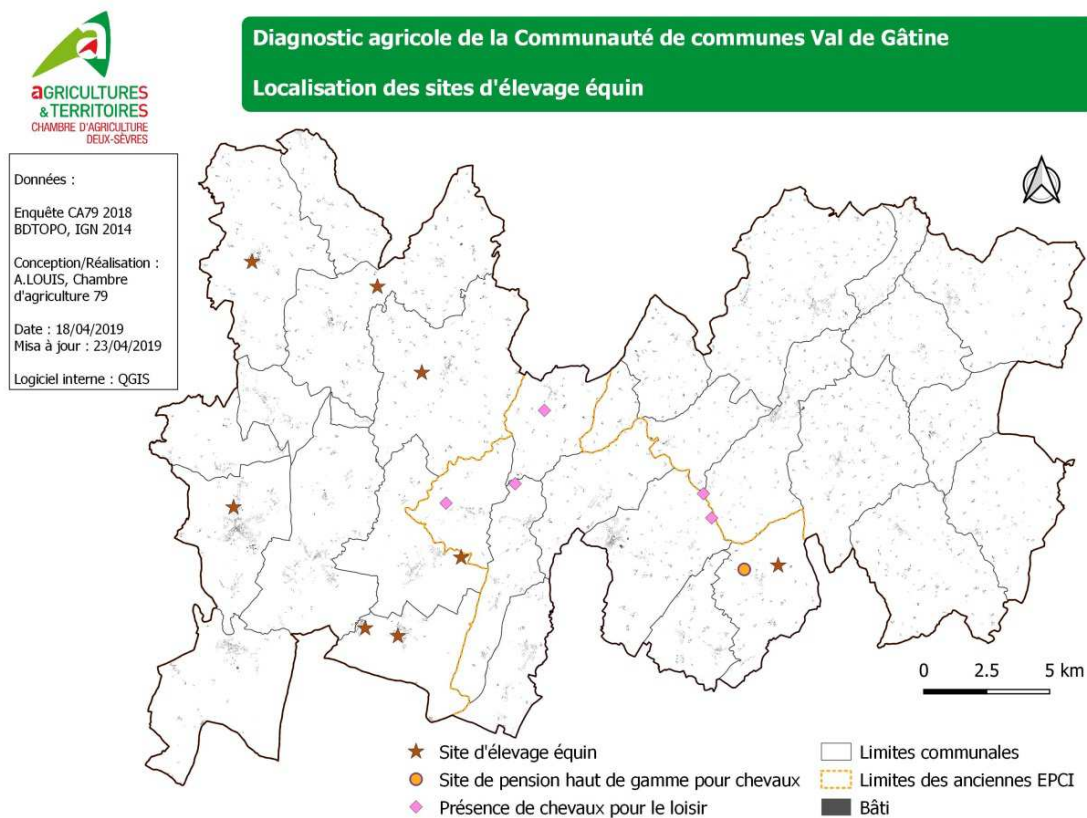 aGRICULTURES
& TERRITOIRES
CHAMBRE D'AGRICULTURE
DEUX-SÈVRES
Diagnostic agricole de la Communauté de communes Val de Gâtine
Localisation des sites d'élevage équin
Données :
Enquête CA79 2018
BDTOPO, IGN 2014
Conception/Réalisation :
A.LOUIS, Chambre
d'agriculture 79
Date : 18/04/2019
Misa à jour : 23/04/2019
Logiciel interne : QGIS
0 2.5 5 km
Site d'élevage équin
Site de pension haut de gamme pour chevaux
Présence de chevaux pour le loisir
Limites communales
Limites des anciennes EPCI
Bâti